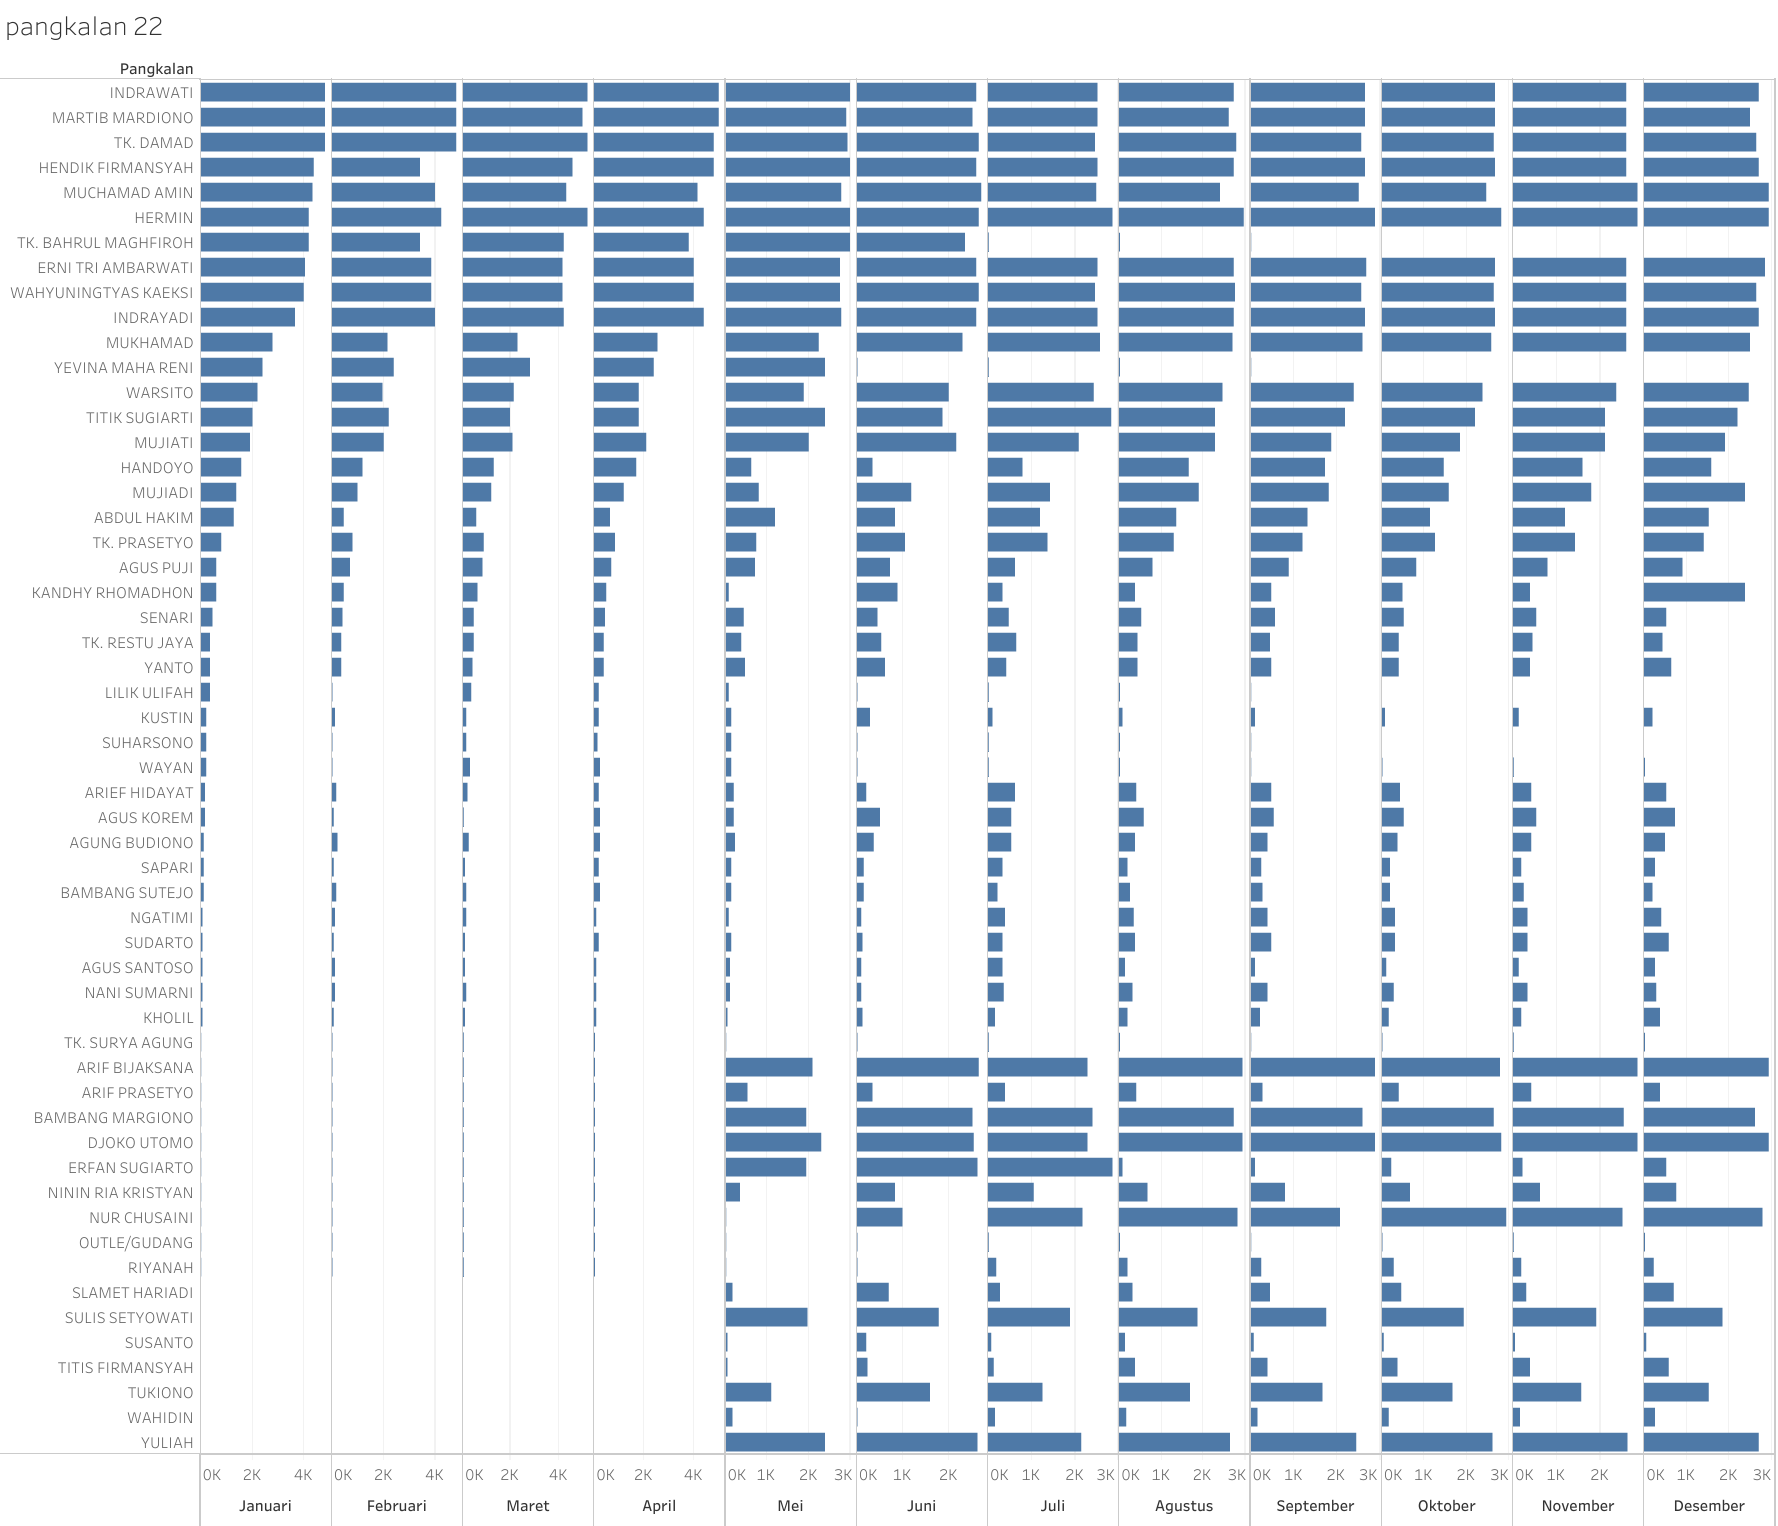 pangkalan 22
Pangkalan
INDRAWATI
MARTIB MARDIONO
TK. DAMAD
HENDIK FIRMANSYAH
MUCHAMAD AMIN
HERMIN
TK. BAHRUL MAGHFIROH
ERNI TRI AMBARWATI
WAHYUNINGTYAS KAEKSI
INDRAYADI
MUKHAMAD
YEVINA MAHA RENI
WARSITO
TITIK SUGIARTI
MUJIATI
HANDOYO
MUJIADI
ABDUL HAKIM
TK. PRASETYO
AGUS PUJI
KANDHY RHOMADHON
SENARI
TK. RESTU JAYA
YANTO
LILIK ULIFAH
KUSTIN
SUHARSONO
WAYAN
ARIEF HIDAYAT
AGUS KOREM
AGUNG BUDIONO
SAPARI
BAMBANG SUTEJO
NGATIMI
SUDARTO
AGUS SANTOSO
NANI SUMARNI
KHOLIL
TK. SURYA AGUNG
ARIF BIJAKSANA
ARIF PRASETYO
BAMBANG MARGIONO
DJOKO UTOMO
ERFAN SUGIARTO
NININ RIA KRISTYAN
NUR CHUSAINI
OUTLE/GUDANG
RIYANAH
SLAMET HARIADI
SULIS SETYOWATI
SUSANTO
TITIS FIRMANSYAH
TUKIONO
WAHIDIN
YULIAH
0K 2K 4K 0K 2K 4K 0K 2K 4K 0K 2K 4K 0K 1K 2K 3K 0K 1K 2K 0K 1K 2K 3K 0K 1K 2K 3K 0K 1K 2K 3K 0K 1K 2K 3K 0K 1K 2K 0K 1K 2K 3K
Januari Februari Maret April Mei Juni Juli Agustus September Oktober November Desember